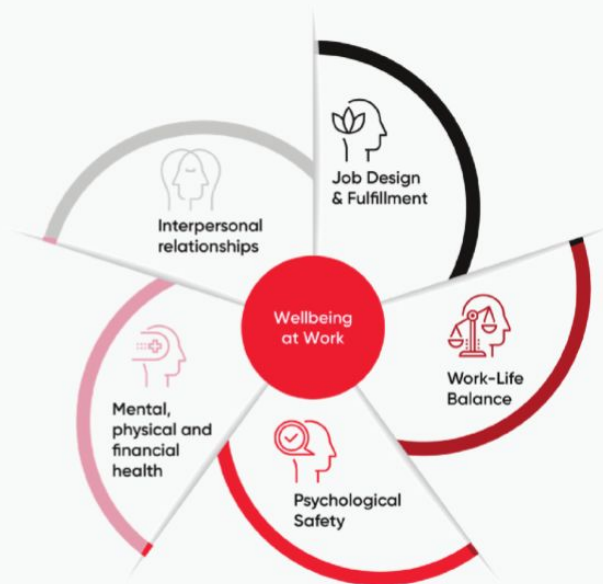 Job Design
& Fulfillment
Interpersonal
relationships
Wellbeing
at Work
Work-Life
Balance
Mental,
physical and
financial
health
Psychological
Safety